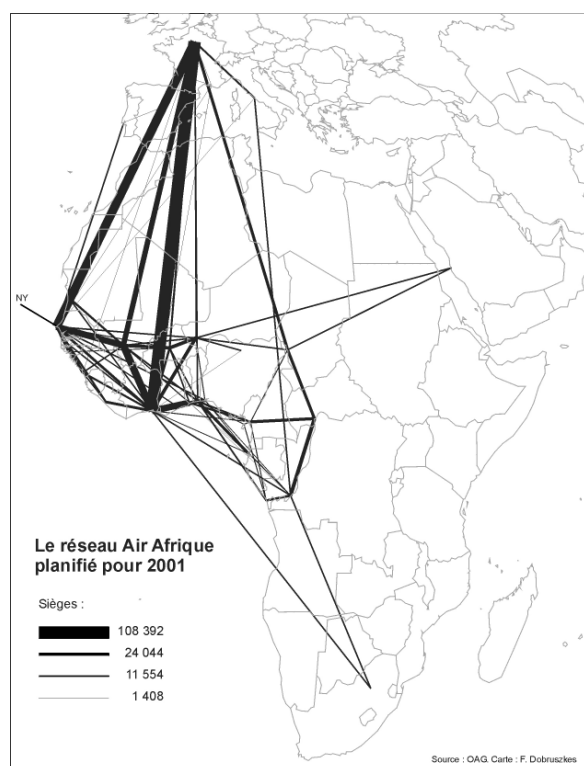 NY
Le réseau Air Afrique
planifié pour 2001
Sièges :
108 392
24 044
11 554
1 408
Source : OAG. Carte : F. Dobruszkes